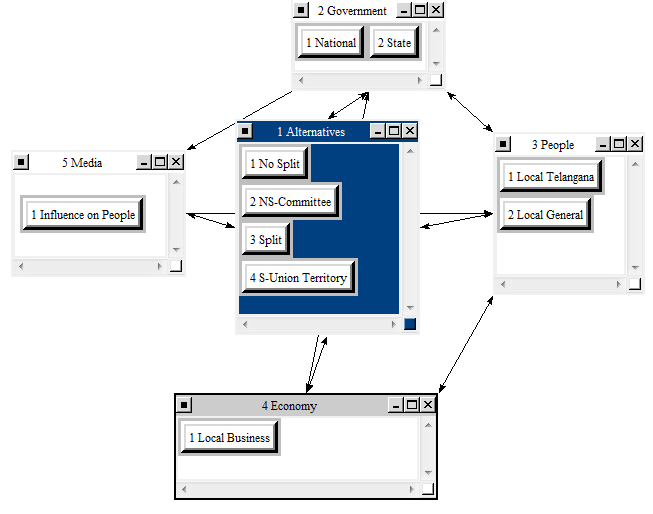 2 Government
1 National
2 State
1 Alternatives
1 No Split
2 NS-Committee
3 Split
4 S-Union Territory
3 People
1 Local Telangana
2 Local General
5 Media
1 Influence on People
4 Economy
1 Local Business